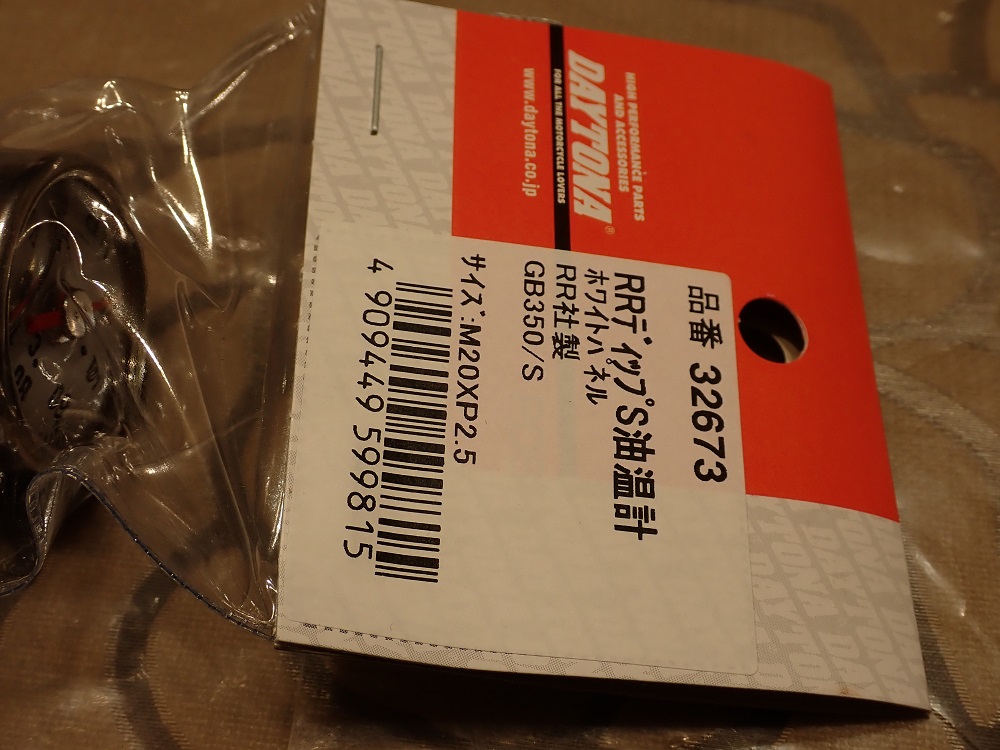 HIGH PERFORMANCE PARTS
AND ACCESSORIES
DAYTONA®
FOR ALL THE MOTORCYCLE LOVERS
www.daytona.co.jp
品番 32673
RRﾃﾞｨｯﾌﾟS油温計
ﾎﾜｲﾄﾊﾟﾈﾙ
RR社製
GB350/S
ｻｲｽﾞ:M20XP2.5
4 909449 599815